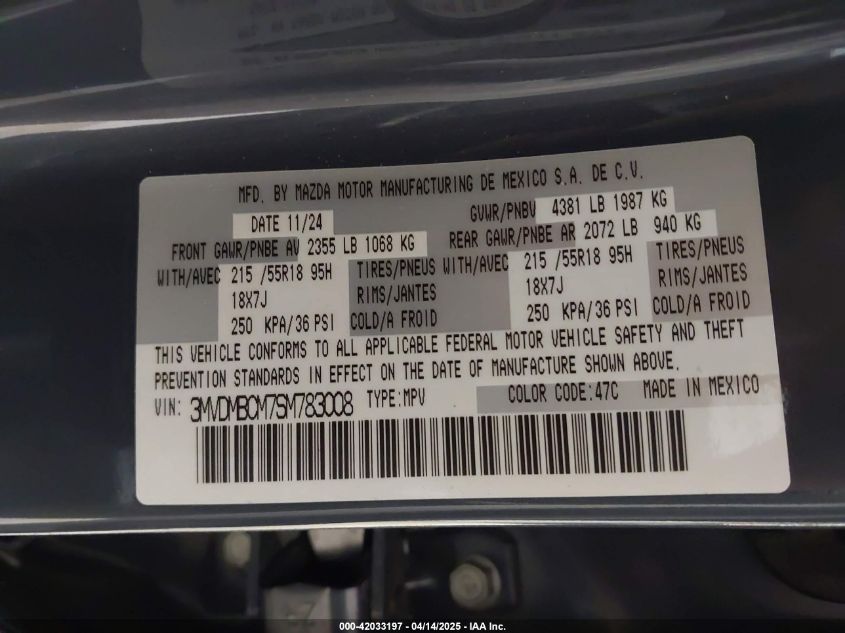 MFD. BY MAZDA MOTOR MANUFACTURING DE MEXICO S.A. DE C.V.
DATE 11/24 GVWR/PNBV 4381 LB 1987 KG
FRONT GAWR/PNBE AV 2355 LB 1068 KG REAR GAWR/PNBE AR 2072 LB 940 KG
WITH/AVEC 215 /55R18 95H TIRES/PNEUS WITH/AVEC 215 /55R18 95H TIRES/PNEUS
18X7J RIMS/JANTES 18X7J RIMS/JANTES
250 KPA/36 PSI COLD/A FROID 250 KPA/36 PSI COLD/A FROID
THIS VEHICLE CONFORMS TO ALL APPLICABLE FEDERAL MOTOR VEHICLE SAFETY AND THEFT
PREVENTION STANDARDS IN EFFECT ON THE DATE OF MANUFACTURE SHOWN ABOVE.
VIN: 3MVDMBCM7SM783008 TYPE:MPV COLOR CODE:47C MADE IN MEXICO
000-42033197 - 04/14/2025 - IAA Inc.